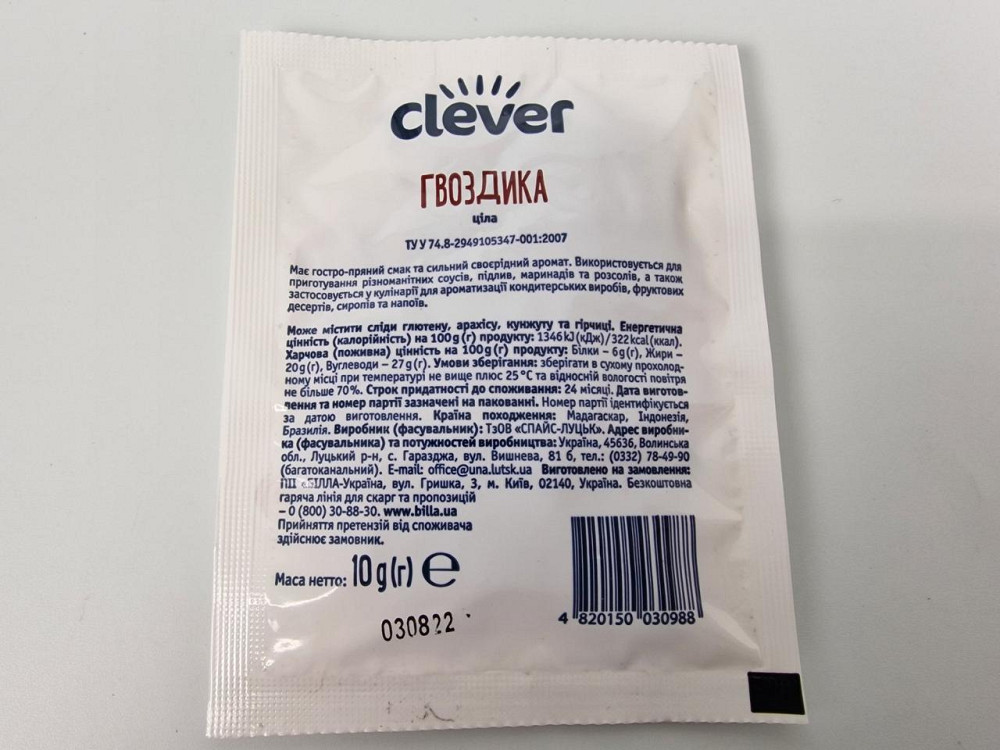 clever
ГВОЗДИКА
ціла
ТУ У 74.8-2949105347-001:2007
Має гостро-пряний смак та сильний своєрідний аромат. Використовується для
приготування різноманітних соусів, підлив, маринадів та розсолів, а також
застосовується у кулінарії для ароматизації кондитерських виробів, фруктових
десертів, сиропів та напоїв.
Може містити сліди глютену, арахісу, кунжуту та гірчиці. Енергетична
цінність (калорійність) на 100 g (г) продукту: 1346 kJ (кДж)/322 kcal (ккал).
Харчова (поживна) цінність на 100 g (г) продукту: Білки – 6 g (г), Жири –
20 g (г), Вуглеводи – 27 g (г). Умови зберігання: зберігати в сухому прохолод-
ному місці при температурі не вище плюс 25 °C та відносній вологості повітря
не більше 70%. Строк придатності до споживання: 24 місяці. Дата виготов-
лення та номер партії зазначені на пакованні. Номер партії ідентифікується
за датою виготовлення. Країна походження: Мадагаскар, Індонезія,
Бразилія. Виробник (фасувальник): ТзОВ «СПАЙС-ЛУЦЬК». Адрес виробни-
ка (фасувальника) та потужностей виробництва: Україна, 45636, Волинська
обл., Луцький р-н, с. Гаразджа, вул. Вишнева, 81 б, тел.: (0332) 78-49-90
(багатоканальний). E-mail: office@una.lutsk.ua Виготовлено на замовлення:
ПІІ «БІЛЛА-Україна, вул. Гришка, 3, м. Київ, 02140, Україна. Безкоштовна
гаряча лінія для скарг та пропозицій
– 0 (800) 30-88-30. www.billa.ua
Прийняття претензій від споживача
здійснює замовник.
Маса нетто: 10 g (г) ℮
030822
4 820150 030988